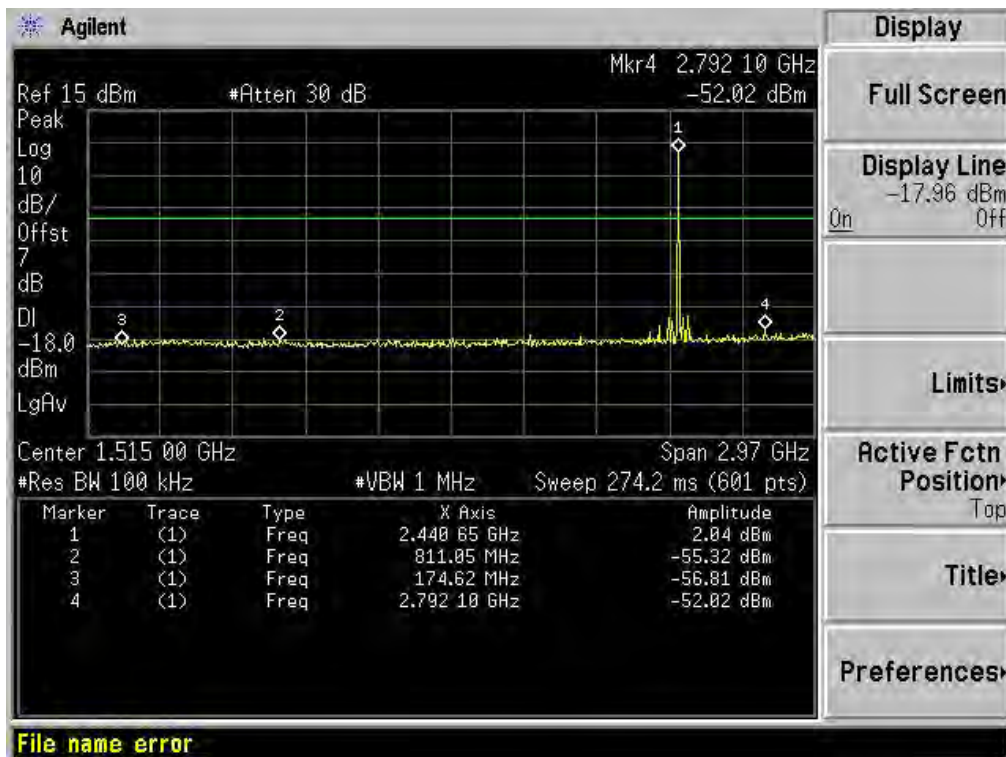 Agilent
Display
Mkr4 2.792 10 GHz
Ref 15 dBm #Atten 30 dB -52.02 dBm
Peak
Log
10
dB/
Offst
7
dB
DI
-18.0
dBm
LgAv
1
2
3
4
Center 1.515 00 GHz Span 2.97 GHz
#Res BW 100 kHz #VBW 1 MHz Sweep 274.2 ms (601 pts)
Marker Trace Type X Axis Amplitude
1 (1) Freq 2.440 65 GHz 2.04 dBm
2 (1) Freq 811.05 MHz -55.32 dBm
3 (1) Freq 174.62 MHz -56.81 dBm
4 (1) Freq 2.792 10 GHz -52.02 dBm
File name error
Full Screen
Display Line
-17.96 dBm
On Off
Limits
Active Fctn
Position
Top
Title
Preferences